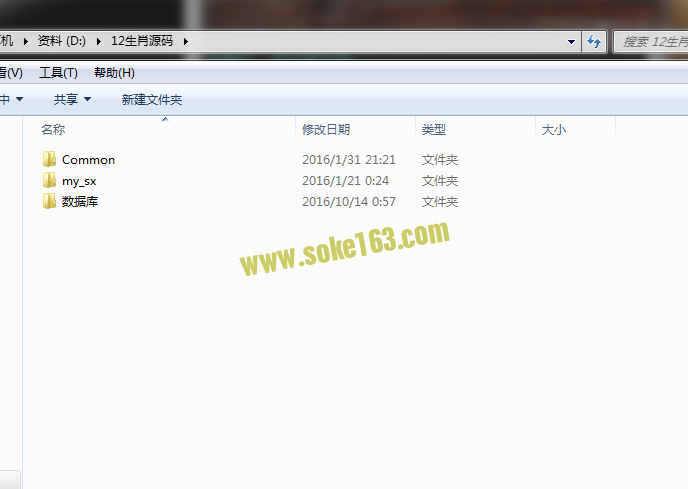 机 ▸ 资料 (D:) ▸ 12生肖源码 ▸ 搜索 12生肖
看(V) 工具(T) 帮助(H)
中 ▼ 共享 ▼ 新建文件夹
名称 修改日期 类型 大小
Common 2016/1/31 21:21 文件夹
my_sx 2016/1/21 0:24 文件夹
数据库 2016/10/14 0:57 文件夹
www.soke163.com